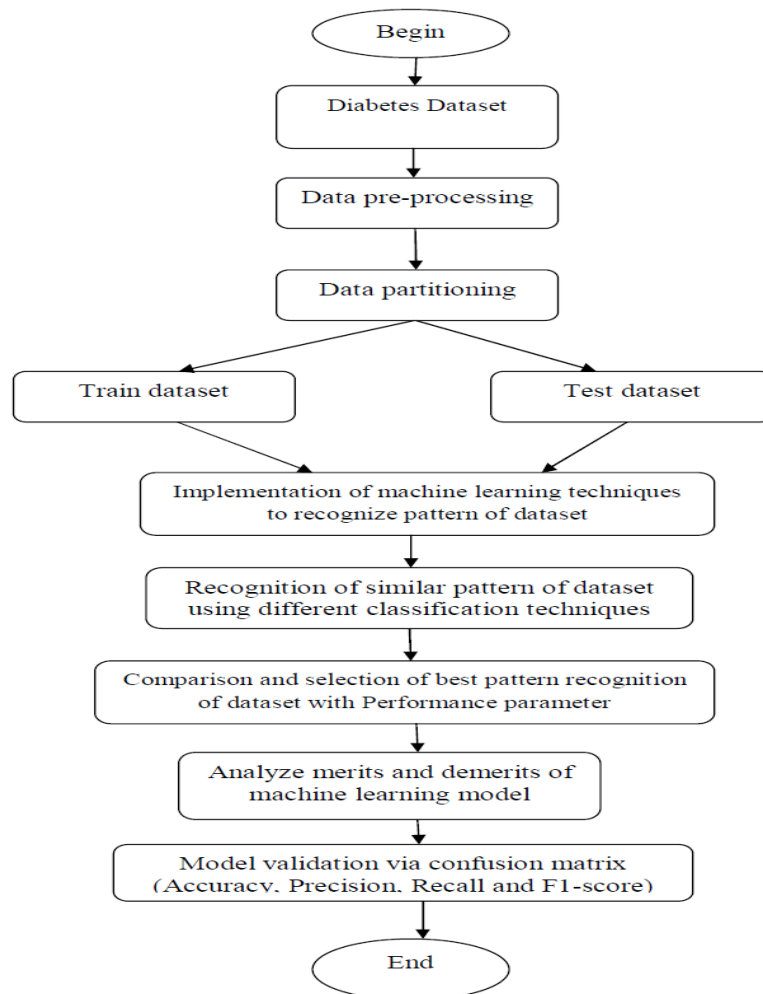 Begin
Diabetes Dataset
Data pre-processing
Data partitioning
Train dataset
Test dataset
Implementation of machine learning techniques
to recognize pattern of dataset
Recognition of similar pattern of dataset
using different classification techniques
Comparison and selection of best pattern recognition
of dataset with Performance parameter
Analyze merits and demerits of
machine learning model
Model validation via confusion matrix
(Accuracy, Precision, Recall and F1-score)
End